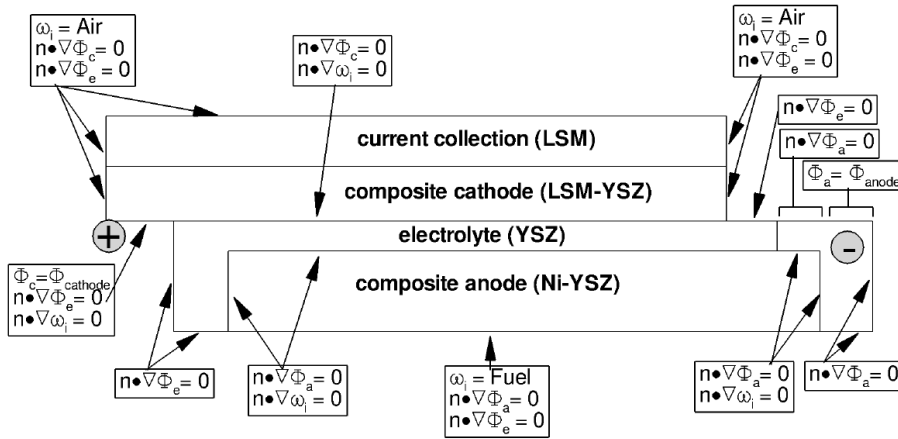 ω_i = Air
n•∇Φ_c = 0
n•∇Φ_e = 0
n•∇Φ_c = 0
n•∇ω_i = 0
ω_i = Air
n•∇Φ_c = 0
n•∇Φ_e = 0
n•∇Φ_e = 0
n•∇Φ_a = 0
Φ_a = Φ_anode
current collection (LSM)
composite cathode (LSM-YSZ)
electrolyte (YSZ)
composite anode (Ni-YSZ)
+
-
Φ_c = Φ_cathode
n•∇Φ_e = 0
n•∇ω_i = 0
n•∇Φ_e = 0
n•∇Φ_a = 0
n•∇ω_i = 0
ω_i = Fuel
n•∇Φ_a = 0
n•∇Φ_e = 0
n•∇Φ_a = 0
n•∇ω_i = 0
n•∇Φ_a = 0